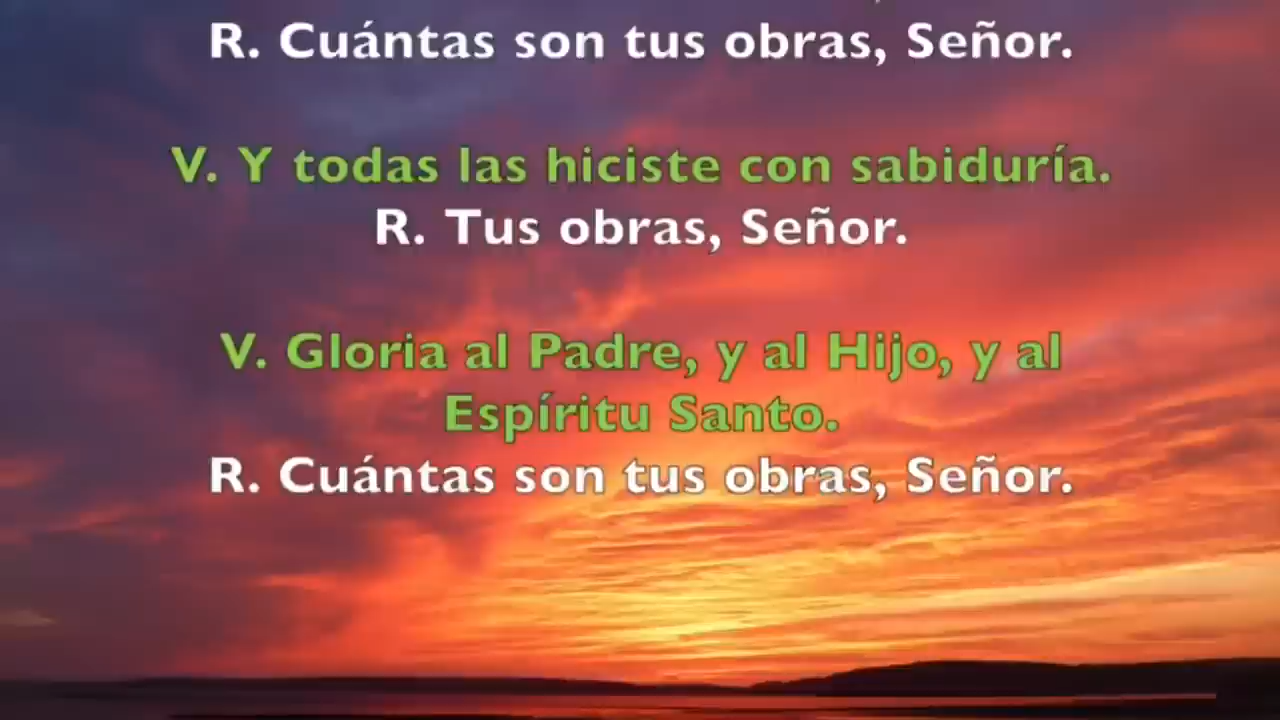 R. Cuántas son tus obras, Señor.
V. Y todas las hiciste con sabiduría.
R. Tus obras, Señor.
V. Gloria al Padre, y al Hijo, y al
Espíritu Santo.
R. Cuántas son tus obras, Señor.